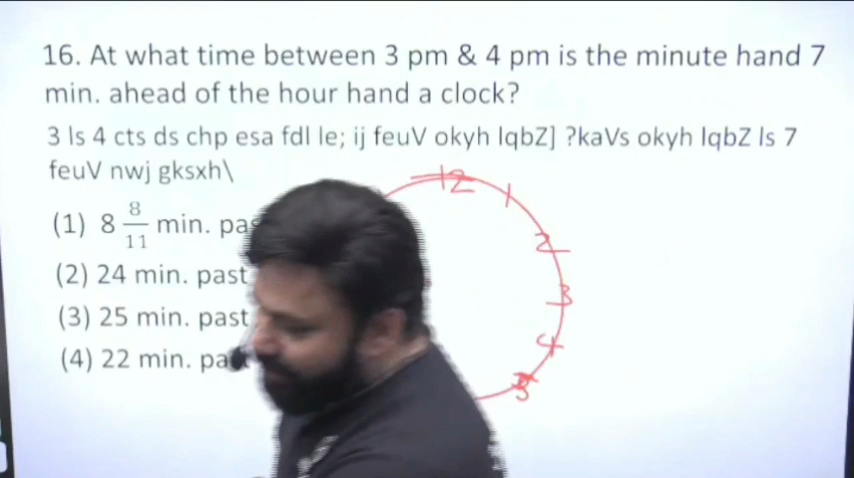 16. At what time between 3 pm & 4 pm is the minute hand 7
min. ahead of the hour hand a clock?
3 ls 4 cts ds chp esa fdl le; ij feuV okyh lqbZ] ?kaVs okyh lqbZ ls 7
feuV nwj gksxh\
(1) 8 8/11 min. pas
(2) 24 min. past
(3) 25 min. past
(4) 22 min. pa
12
1
2
3
4
5